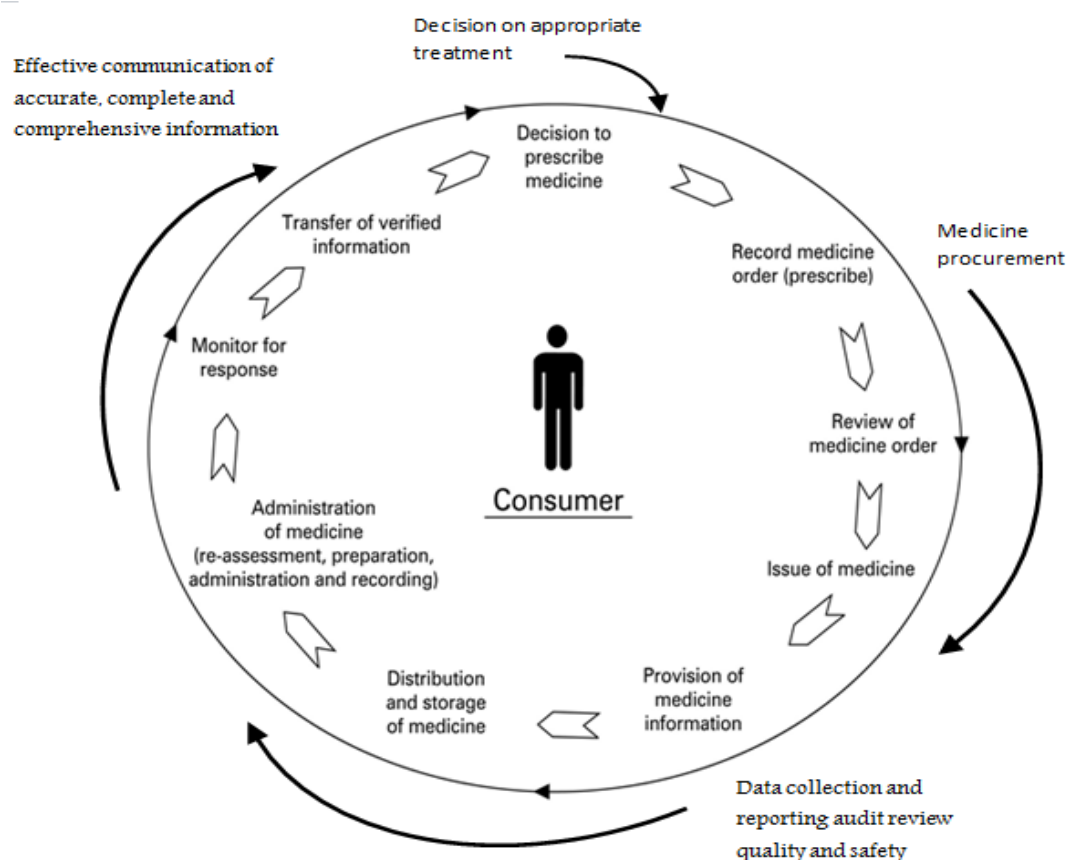 Decision on appropriate
treatment
Effective communication of
accurate, complete and
comprehensive information
Decision to
prescribe
medicine
Record medicine
order (prescribe)
Medicine
procurement
Review of
medicine order
Issue of medicine
Provision of
medicine
information
Distribution
and storage
of medicine
Administration
of medicine
(re-assessment, preparation,
administration and recording)
Monitor for
response
Transfer of verified
information
Consumer
Data collection and
reporting audit review
quality and safety